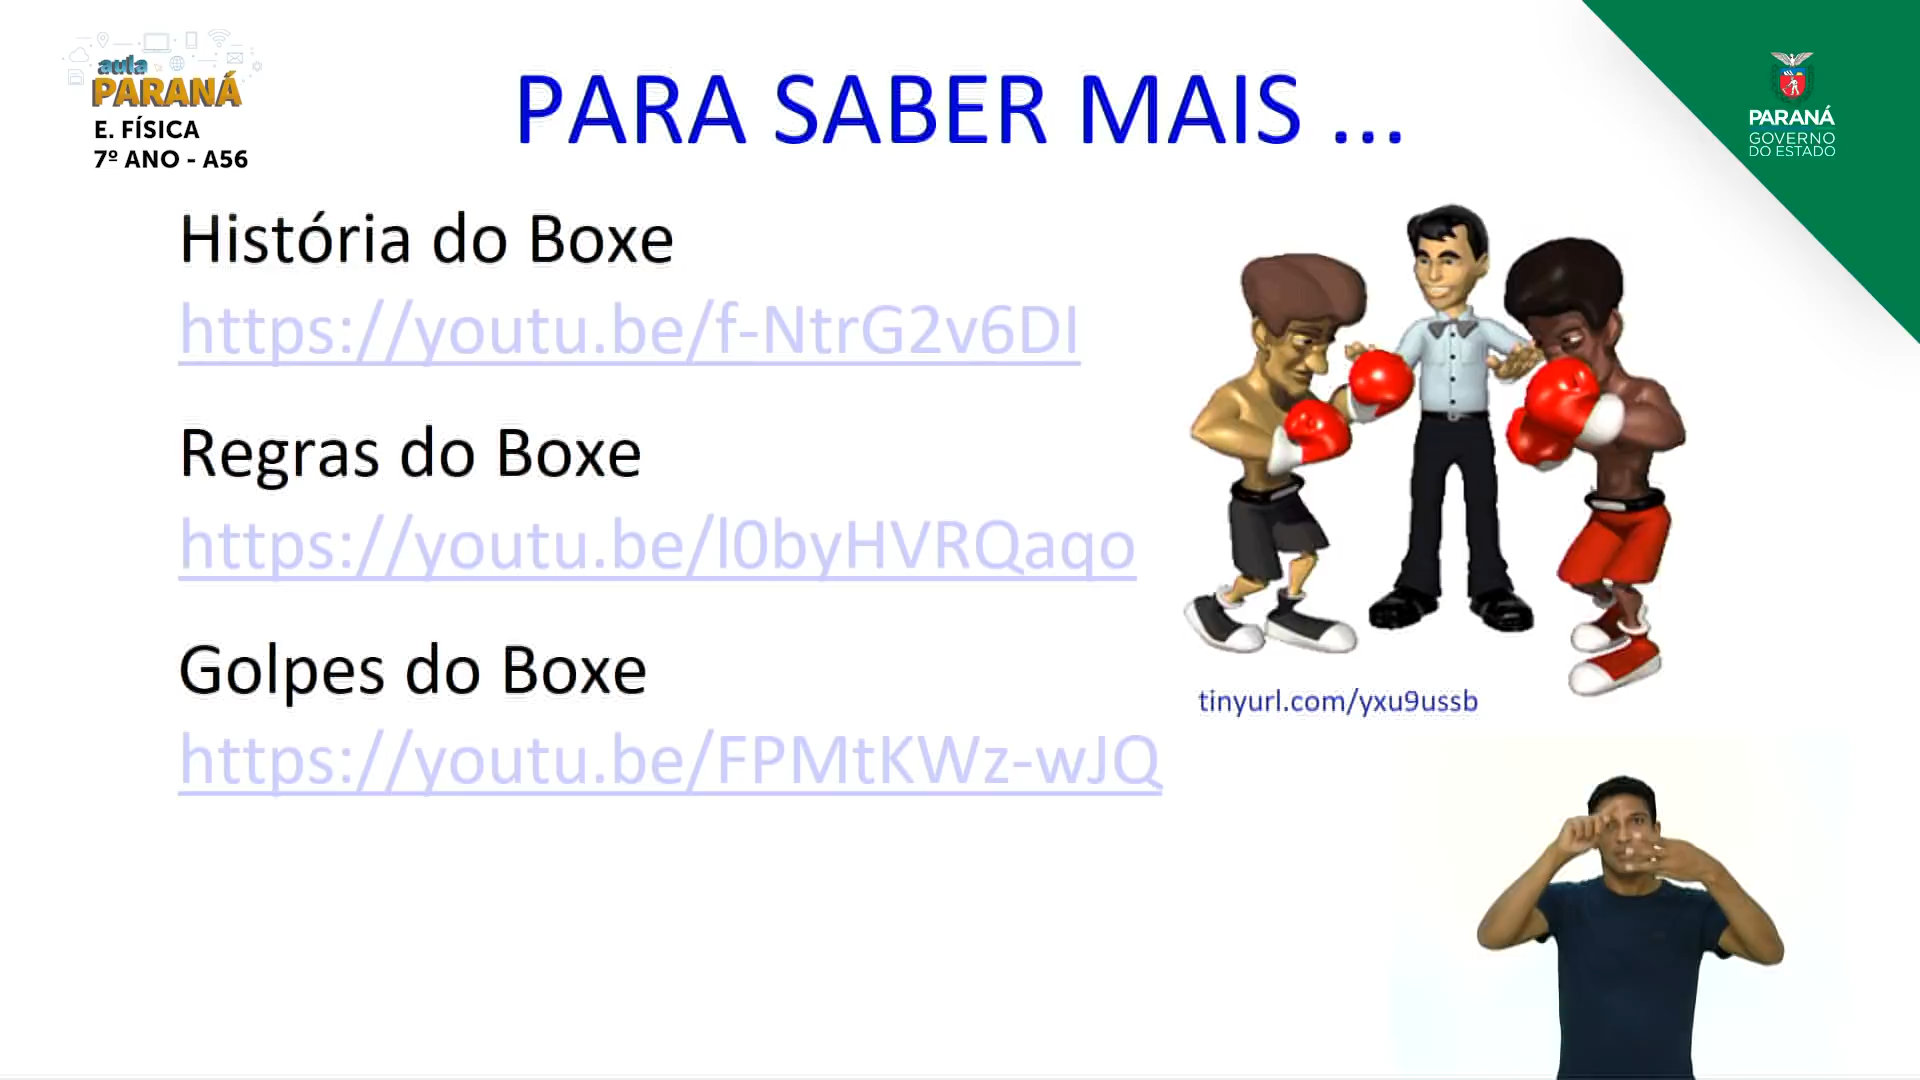 aula
PARANÁ
E. FÍSICA
7º ANO - A56
PARA SABER MAIS ...
PARANÁ
GOVERNO
DO ESTADO
História do Boxe
https://youtu.be/f-NtrG2v6DI
Regras do Boxe
https://youtu.be/l0byHVRQaqo
Golpes do Boxe
https://youtu.be/FPMtKWz-wJQ
tinyurl.com/yxu9ussb